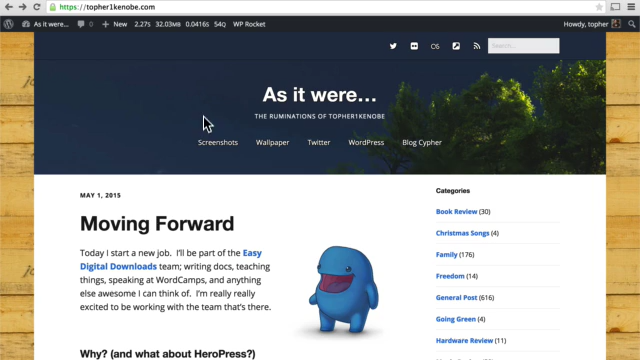 https://topher1kenobe.com
As it were... 0 + New 2.27s 32.03MB 0.0416s 54Q WP Rocket Howdy, topher
Search...
As it were...
THE RUMINATIONS OF TOPHER1KENOBE
Screenshots Wallpaper Twitter WordPress Blog Cypher
MAY 1, 2015
Moving Forward
Today I start a new job. I'll be part of the Easy
Digital Downloads team; writing docs, teaching
things, speaking at WordCamps, and anything
else awesome I can think of. I'm really really
excited to be working with the team that's there.
Why? (and what about HeroPress?)
Categories
Book Review (30)
Christmas Songs (4)
Family (176)
Freedom (14)
General Post (616)
Going Green (4)
Hardware Review (11)